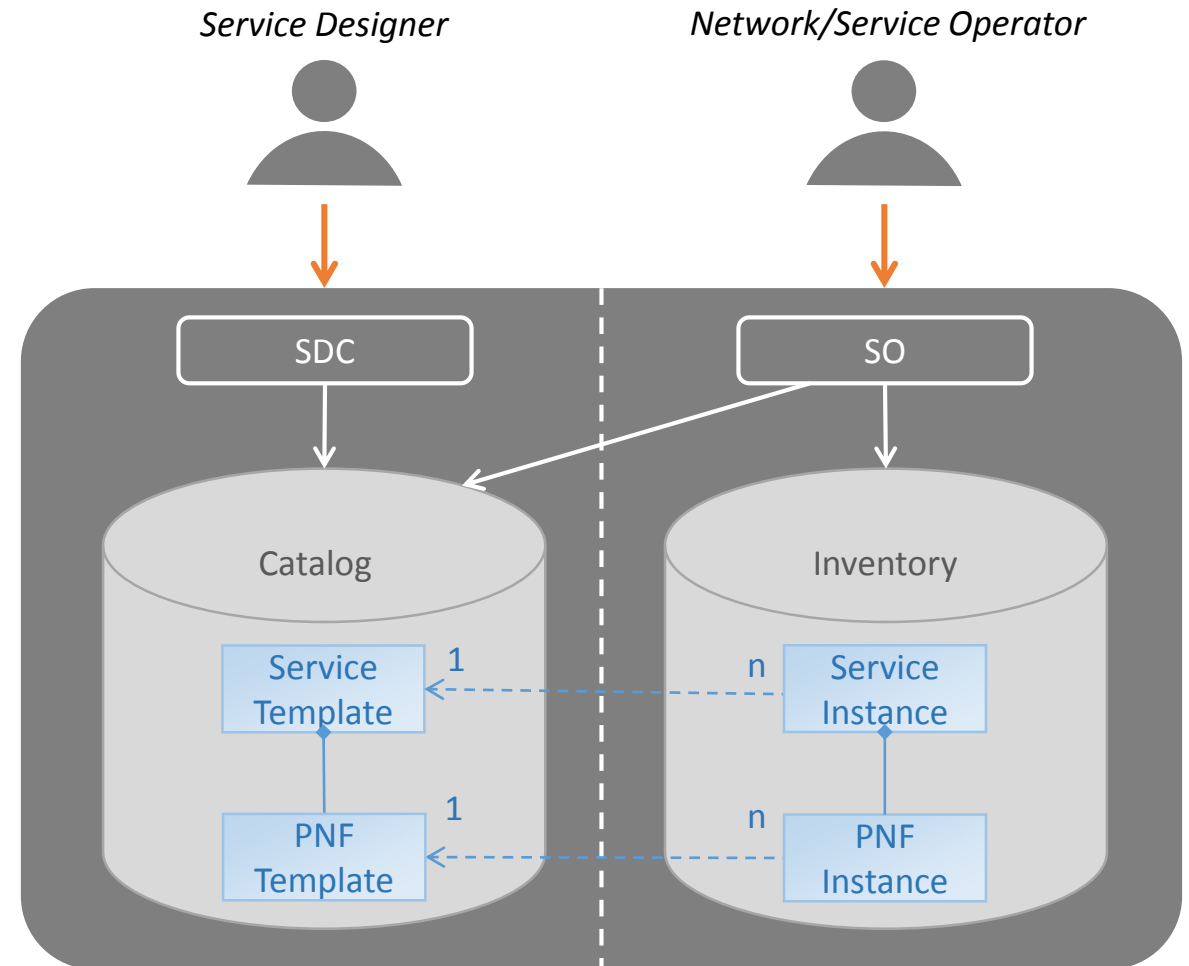 Service Designer
Network/Service Operator
SDC
SO
Catalog
Inventory
Service
Template
1
n
Service
Instance
PNF
Template
1
n
PNF
Instance